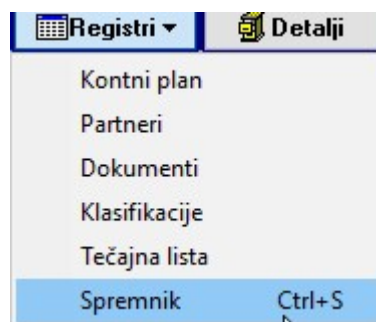 Registri Detalji
Kontni plan
Partneri
Dokumenti
Klasifikacije
Tečajna lista
Spremnik Ctrl+S